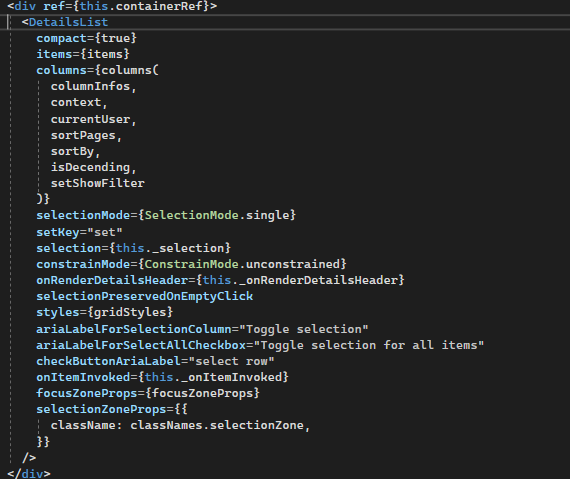 <div ref={this.containerRef}>
<DetailsList
compact={true}
items={items}
columns={columns(
columnInfos,
context,
currentUser,
sortPages,
sortBy,
isDecending,
setShowFilter
)}
selectionMode={SelectionMode.single}
setKey="set"
selection={this._selection}
constrainMode={ConstrainMode.unconstrained}
onRenderDetailsHeader={this._onRenderDetailsHeader}
selectionPreservedOnEmptyClick
styles={gridStyles}
ariaLabelForSelectionColumn="Toggle selection"
ariaLabelForSelectAllCheckbox="Toggle selection for all items"
checkButtonAriaLabel="select row"
onItemInvoked={this._onItemInvoked}
focusZoneProps={focusZoneProps}
selectionZoneProps={{
className: classNames.selectionZone,
}}
/>
</div>